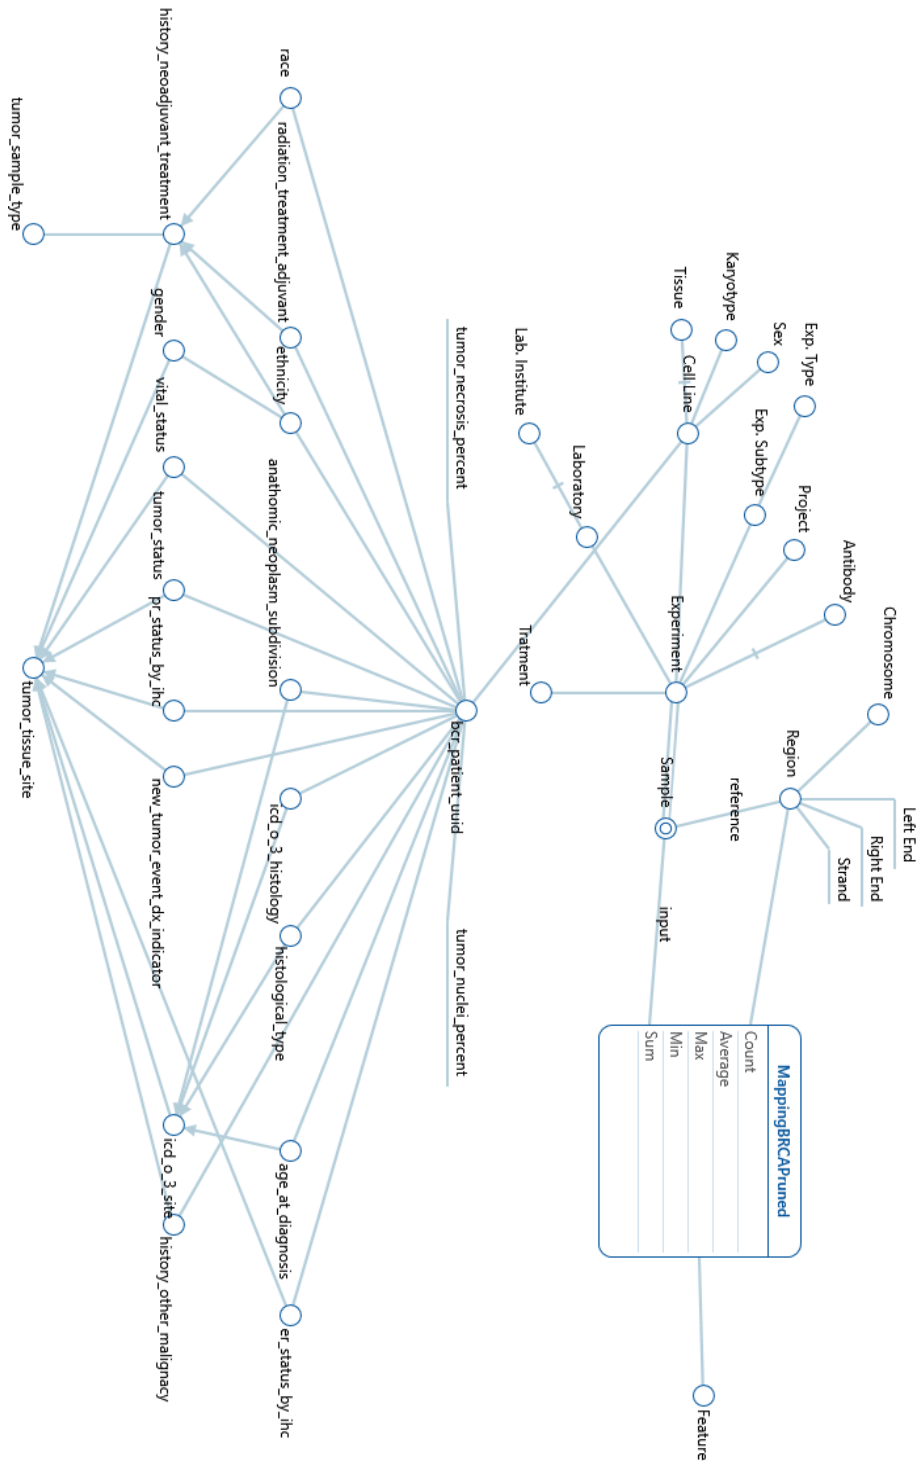 MappingBRCAPruned
Count
Average
Max
Min
Sum
Feature
Left End
Right End
Strand
Region
Chromosome
reference
input
Sample
Experiment
Antibody
Project
Exp. Subtype
Exp. Type
Sex
Karyotype
Tissue
Cell Line
Lab. Institute
Laboratory
Tratment
bcr_patient_uuid
tumor_necrosis_percent
tumor_nuclei_percent
race
radiation_treatment_adjuvant
ethnicity
anathomic_neoplasm_subdivision
icd_o_3_histology
histological_type
age_at_diagnosis
er_status_by_ihc
history_neoadjuvant_treatment
gender
vital_status
tumor_status
pr_status_by_ihc
new_tumor_event_dx_indicator
icd_o_3_site
history_other_malignacy
tumor_sample_type
tumor_tissue_site